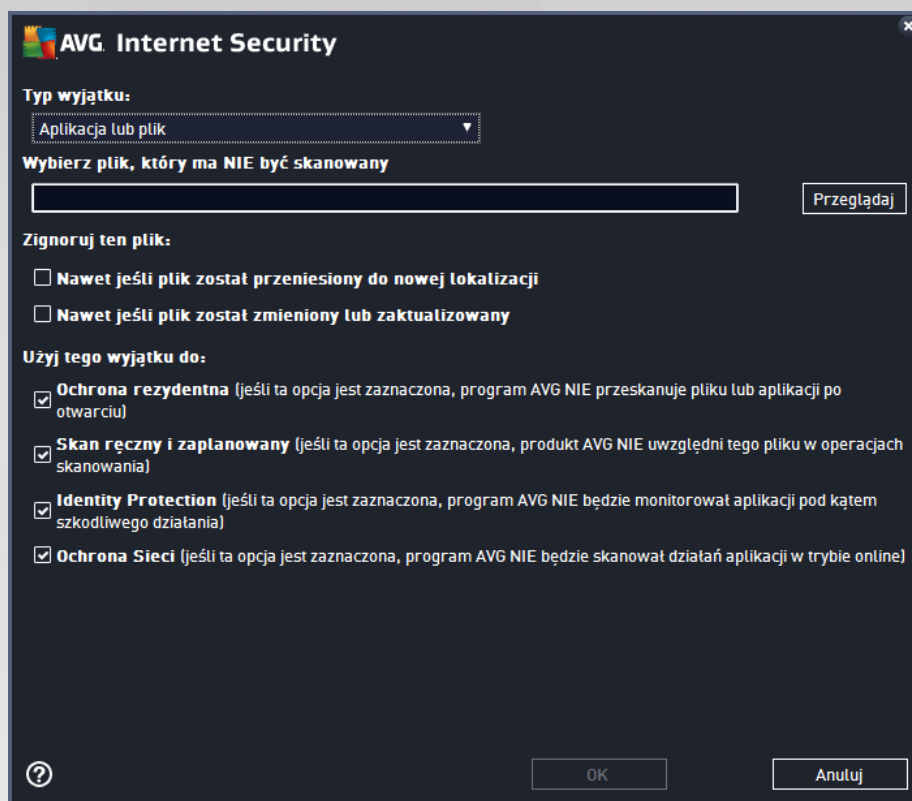 AVG. Internet Security
Typ wyjątku:
Aplikacja lub plik
Wybierz plik, który ma NIE być skanowany
Przeglądaj
Zignoruj ten plik:
Nawet jeśli plik został przeniesiony do nowej lokalizacji
Nawet jeśli plik został zmieniony lub zaktualizowany
Użyj tego wyjątku do:
Ochrona rezydentna (jeśli ta opcja jest zaznaczona, program AVG NIE przeskanuje pliku lub aplikacji po
otwarciu)
Skan ręczny i zaplanowany (jeśli ta opcja jest zaznaczona, produkt AVG NIE uwzględni tego pliku w operacjach
skanowania)
Identity Protection (jeśli ta opcja jest zaznaczona, program AVG NIE będzie monitorował aplikacji pod kątem
szkodliwego działania)
Ochrona Sieci (jeśli ta opcja jest zaznaczona, program AVG NIE będzie skanował działań aplikacji w trybie online)
?
OK
Anuluj